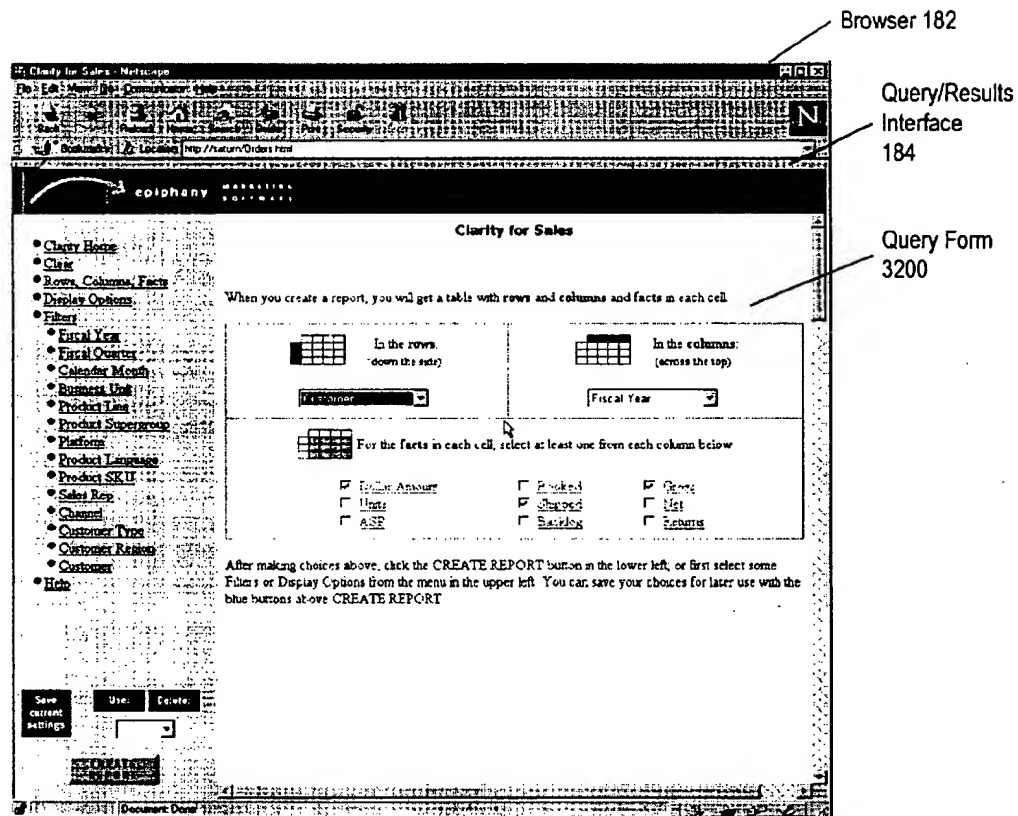 Browser 182
Query/Results
Interface
184
Query Form
3200
Clarity for Sales - Netscape
File Edit View Go Communicator Help
Back Reload Home Search Guide Print Security
N
Bookmarks Location http://saturn/Orders.html
epiphany MARKETING SOFTWARE
Clarity Home
Clear
Rows, Columns, Facts
Display Options
Filters
Fiscal Year
Fiscal Quarter
Calendar Month
Business Unit
Product Line
Product Supergroup
Platform
Product Language
Product SKU
Sales Rep
Channel
Customer Type
Customer Region
Customer
Help
Save current settings
Use:
Delete:
CREATE REPORT
Clarity for Sales
When you create a report, you will get a table with rows and columns and facts in each cell.
In the rows:
(down the side)
Customer
In the columns:
(across the top)
Fiscal Year
For the facts in each cell, select at least one from each column below
Dollar Amount Booked Gross
Units Shipped Net
ASP Backlog Returns
After making choices above, click the CREATE REPORT button in the lower left; or first select some
Filters or Display Options from the menu in the upper left. You can save your choices for later use with the
blue buttons above CREATE REPORT
Document Done